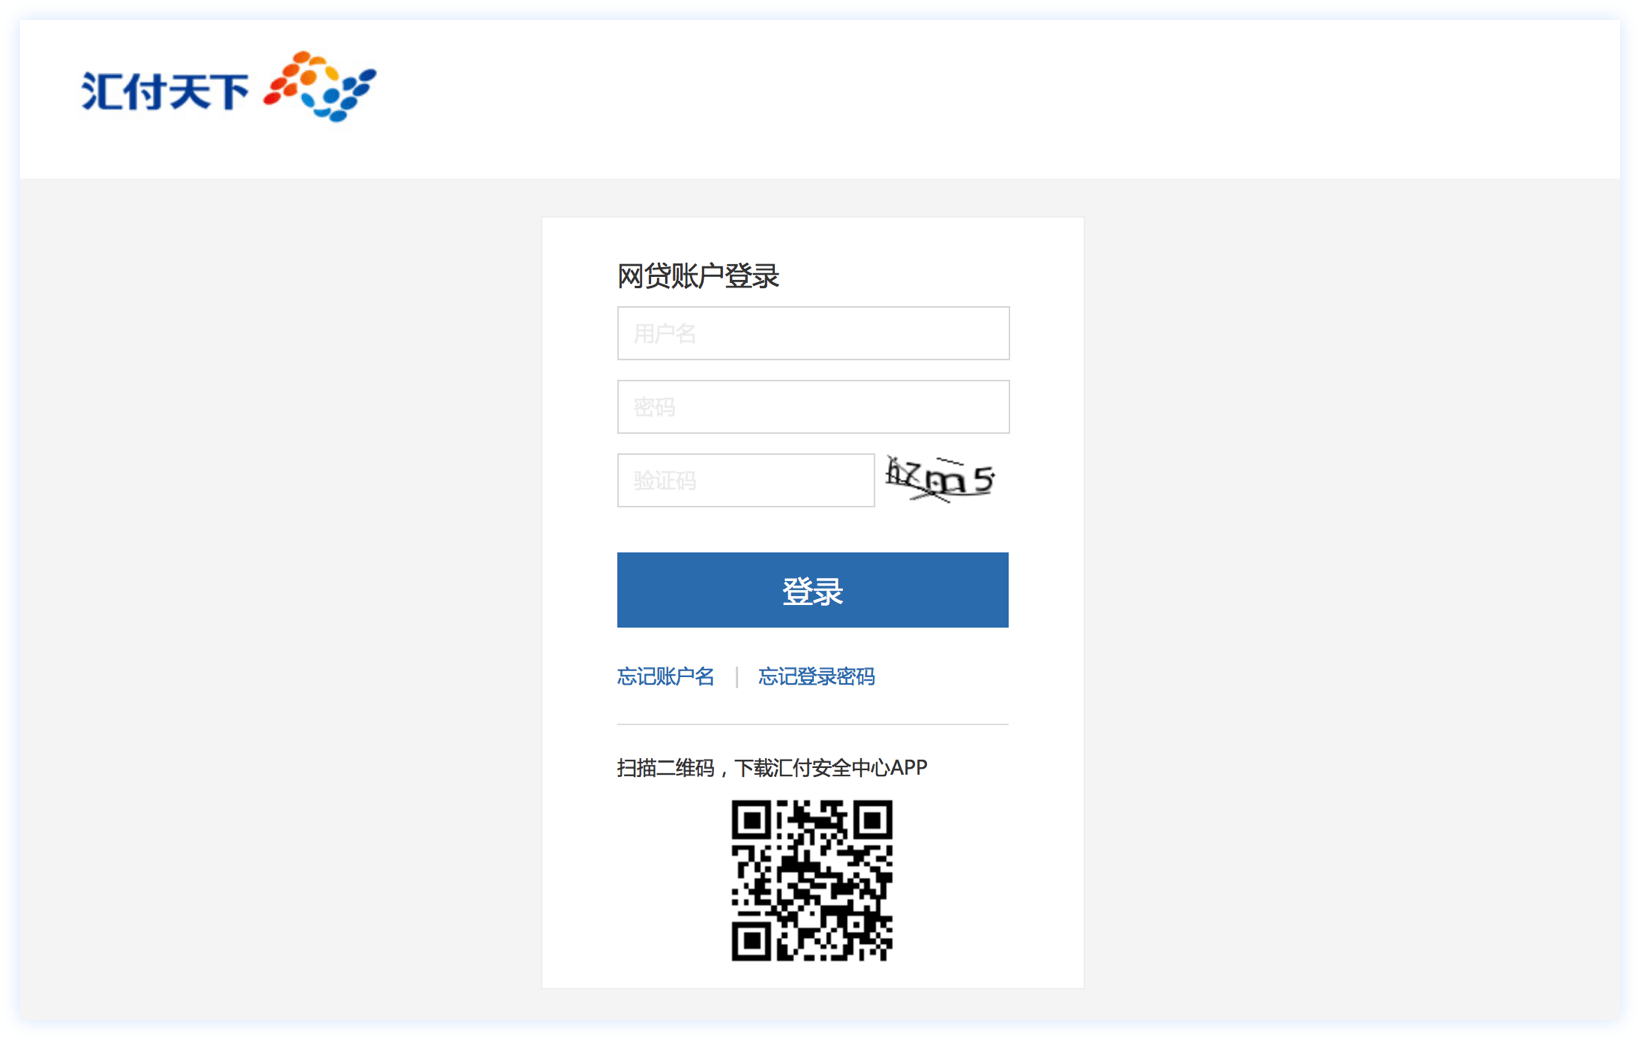 汇付天下
网贷账户登录
用户名
密码
验证码
hzm5
登录
忘记账户名 | 忘记登录密码
扫描二维码，下载汇付安全中心APP